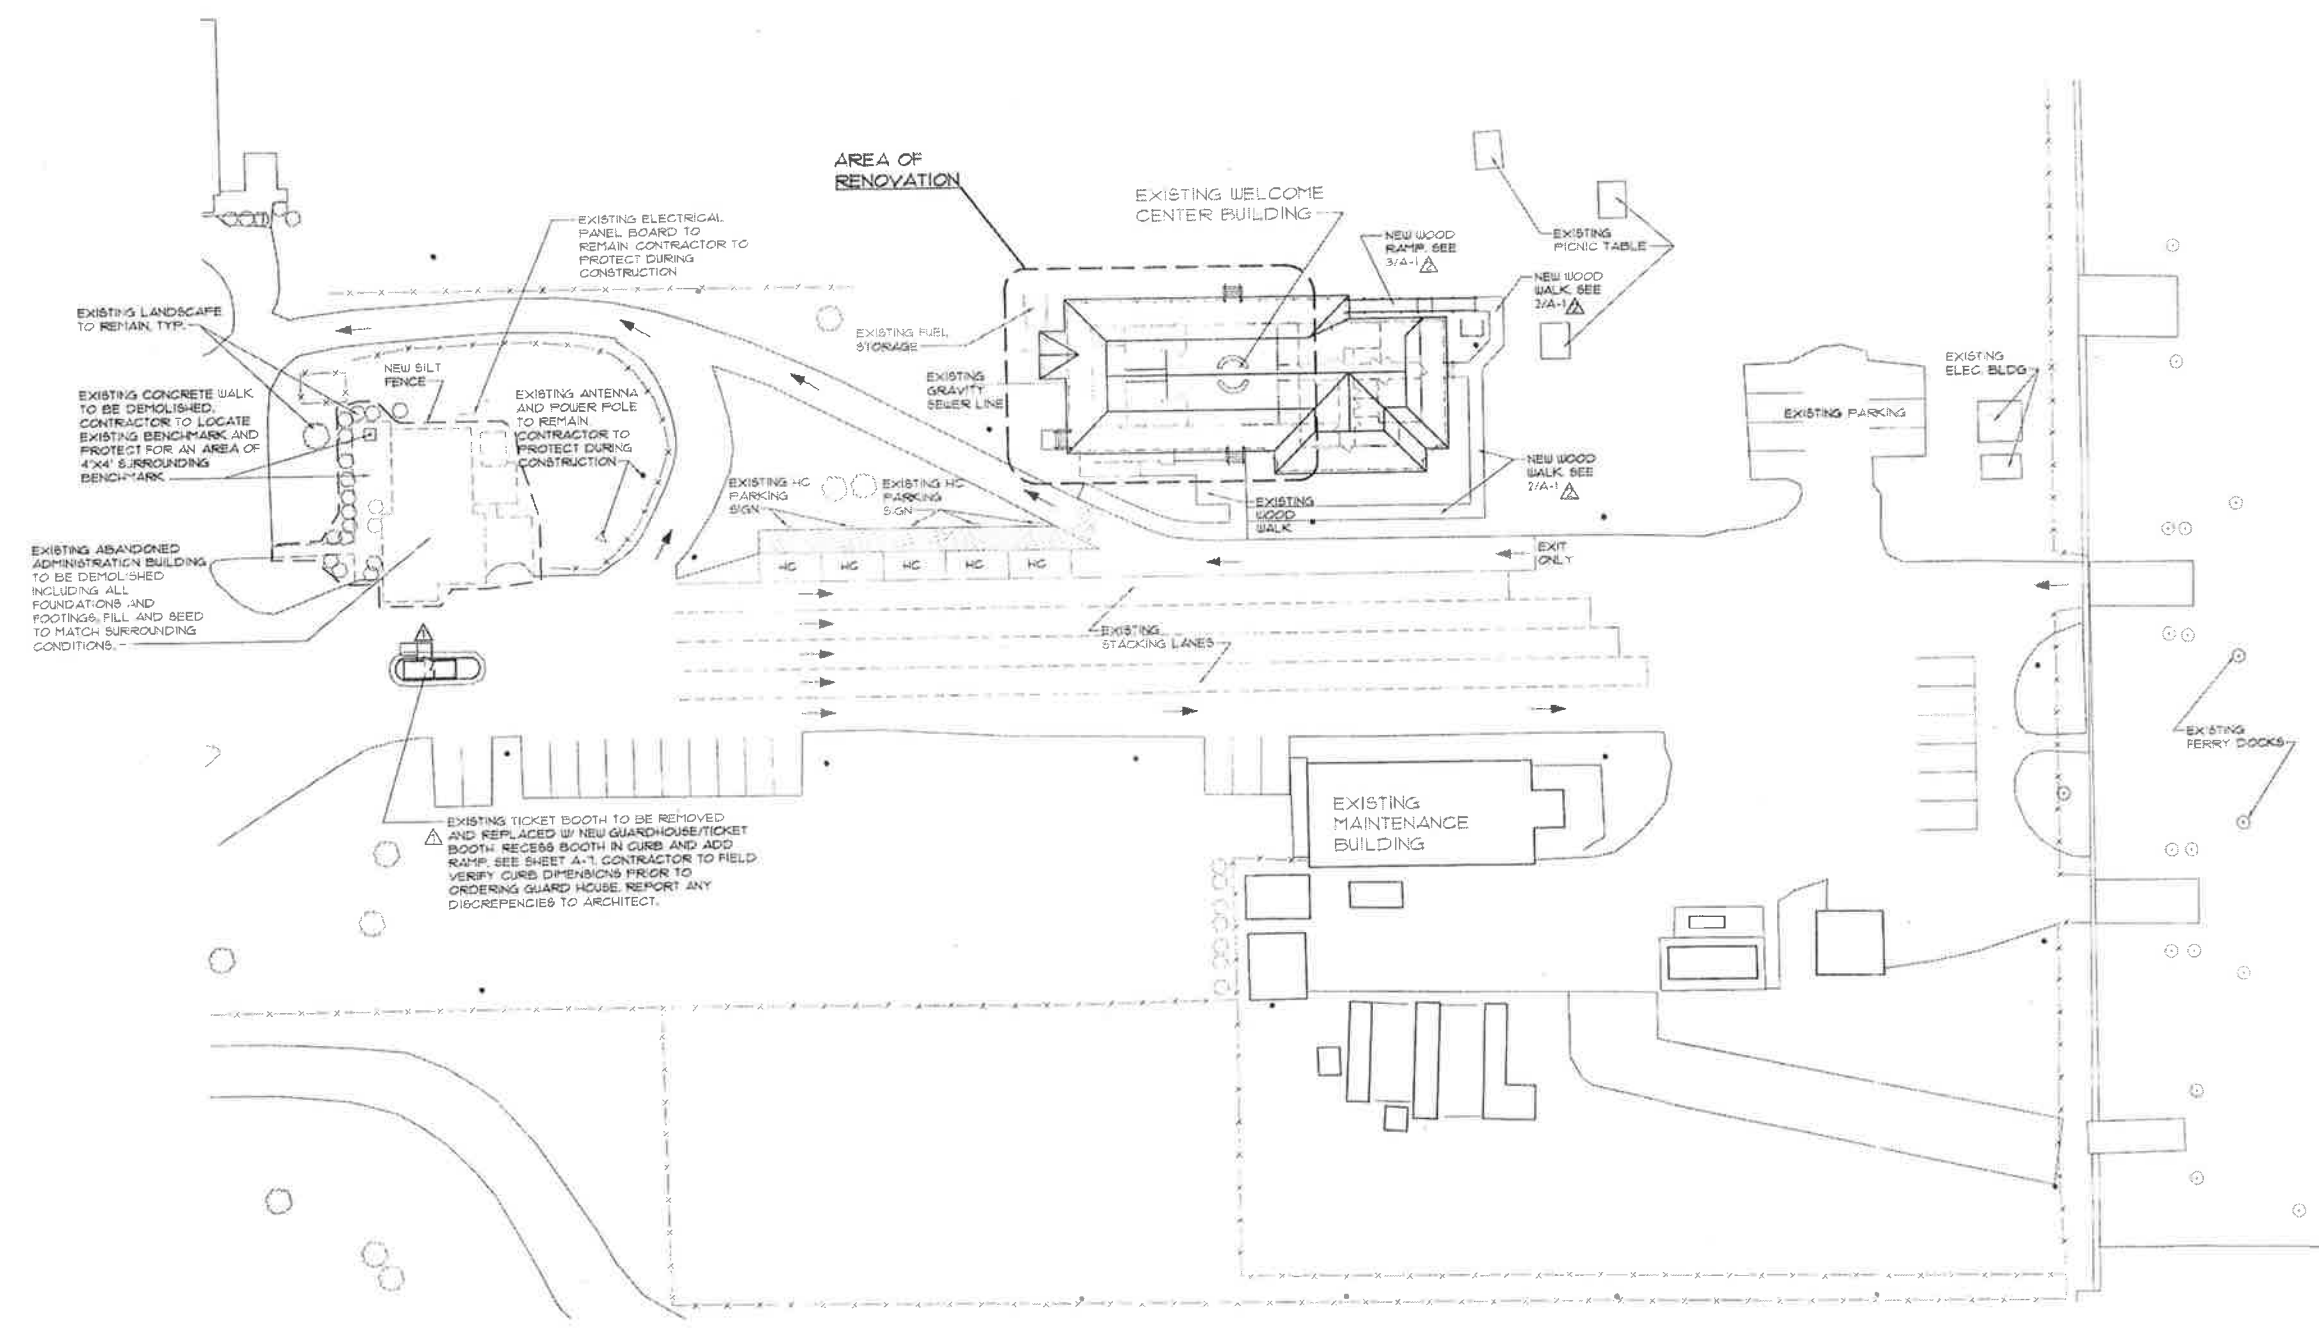 AREA OF
RENOVATION
EXISTING WELCOME
CENTER BUILDING
NEW WOOD
RAMP. SEE
3/A-1 2
EXISTING
PICNIC TABLE
NEW WOOD
WALK. SEE
2/A-1 2
EXISTING ELECTRICAL
PANEL BOARD TO
REMAIN CONTRACTOR TO
PROTECT DURING
CONSTRUCTION
EXISTING LANDSCAPE
TO REMAIN, TYP.
EXISTING FUEL
STORAGE
EXISTING
GRAVITY
SEWER LINE
NEW SILT
FENCE
EXISTING CONCRETE WALK
TO BE DEMOLISHED.
CONTRACTOR TO LOCATE
EXISTING BENCHMARK AND
PROTECT FOR AN AREA OF
4'X4' SURROUNDING
BENCHMARK
EXISTING ANTENNA
AND POWER POLE
TO REMAIN
CONTRACTOR TO
PROTECT DURING
CONSTRUCTION
EXISTING
ELEC. BLDG
EXISTING PARKING
EXISTING HC
PARKING
SIGN
EXISTING HC
PARKING
SIGN
NEW WOOD
WALK. SEE
2/A-1 2
EXISTING
WOOD
WALK
EXIT
ONLY
HC HC HC HC HC
EXISTING ABANDONED
ADMINISTRATION BUILDING
TO BE DEMOLISHED
INCLUDING ALL
FOUNDATIONS AND
FOOTINGS, FILL AND SEED
TO MATCH SURROUNDING
CONDITIONS.
EXISTING
STACKING LANES
EXISTING
FERRY DOCKS
EXISTING
MAINTENANCE
BUILDING
EXISTING TICKET BOOTH TO BE REMOVED
AND REPLACED W/ NEW GUARDHOUSE/TICKET
BOOTH. RECESS BOOTH IN CURB AND ADD
RAMP. SEE SHEET A-7. CONTRACTOR TO FIELD
VERIFY CURB DIMENSIONS PRIOR TO
ORDERING GUARD HOUSE. REPORT ANY
DISCREPENCIES TO ARCHITECT.